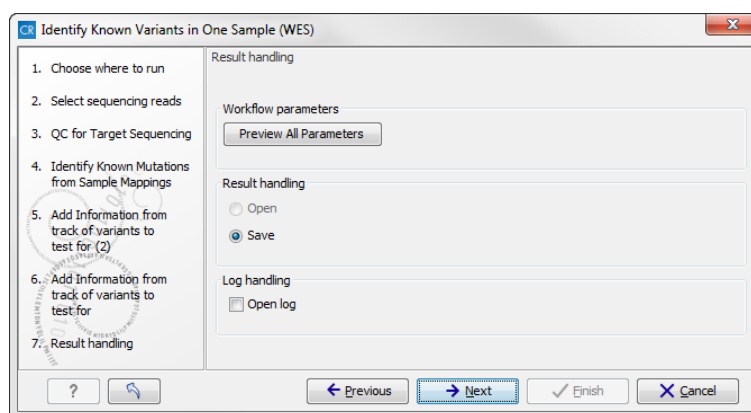 CR Identify Known Variants in One Sample (WES)
X
1. Choose where to run
2. Select sequencing reads
3. QC for Target Sequencing
4. Identify Known Mutations
from Sample Mappings
5. Add Information from
track of variants to
test for (2)
6. Add Information from
track of variants to
test for
7. Result handling
Result handling
Workflow parameters
Preview All Parameters
Result handling
Open
Save
Log handling
Open log
?
Previous
Next
Finish
Cancel